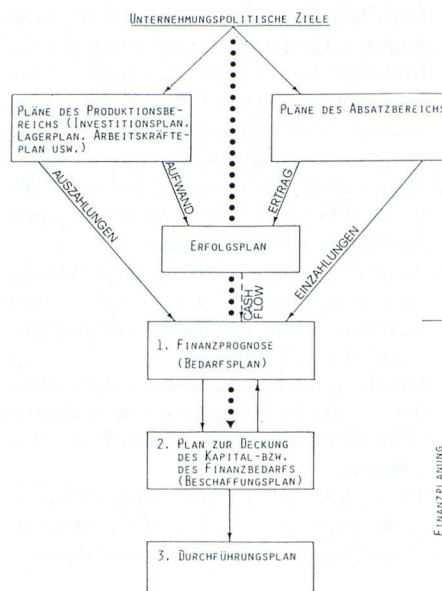 UNTERNEHMUNGSPOLITISCHE ZIELE
PLÄNE DES PRODUKTIONSBE-
REICHS (INVESTITIONSPLAN,
LAGERPLAN, ARBEITSKRÄFTE-
PLAN USW.)
PLÄNE DES ABSATZBEREICHS
AUSZAHLUNGEN
AUFWAND
ERTRAG
EINZAHLUNGEN
ERFOLGSPLAN
CASH
FLOW
1. FINANZPROGNOSE
(BEDARFSPLAN)
2. PLAN ZUR DECKUNG
DES KAPITAL-BZW.
DES FINANZBEDARFS
(BESCHAFFUNGSPLAN)
3. DURCHFÜHRUNGSPLAN
FINANZPLANUNG